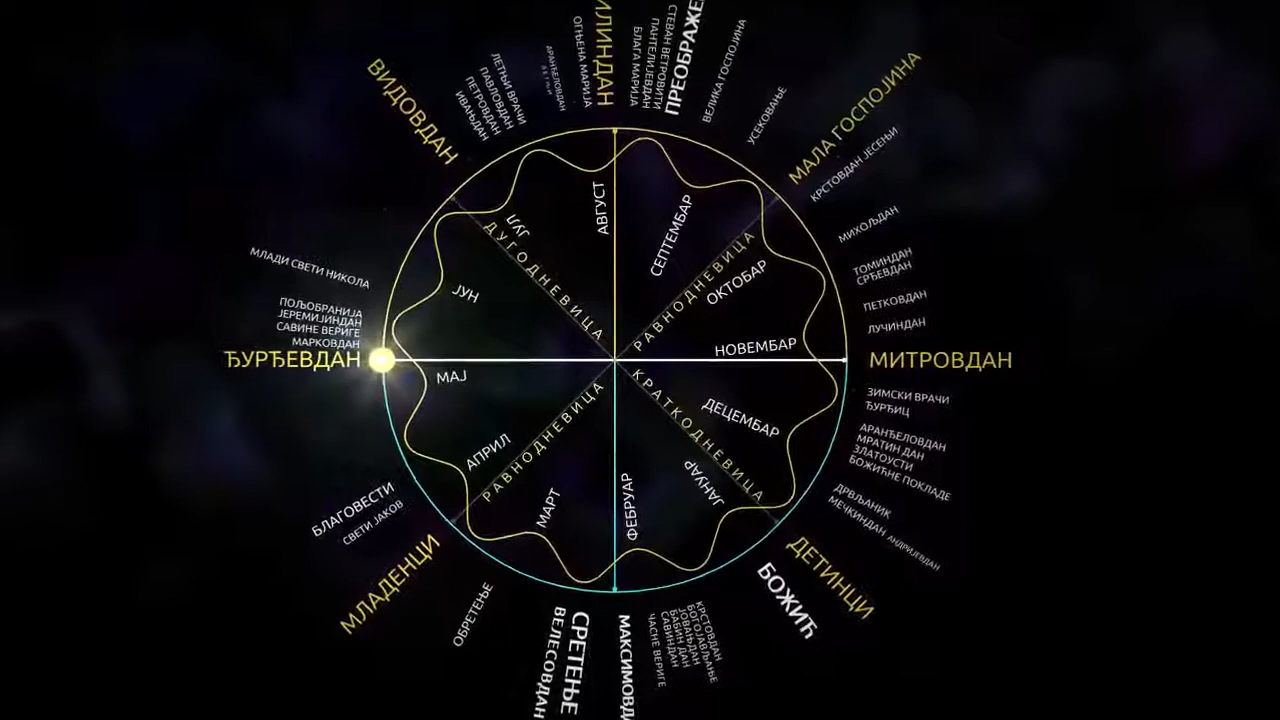 ИЛИНДАН
ОГЊЕНА МАРИЈА
АРАНЂЕЛОВДАН
ЛЕТЊИ
ЛЕТЊИ ВРАЧИ
ПАВЛОВДАН
ПЕТРОВДАН
ИВАЊДАН
ВИДОВДАН
БЛАГА МАРИЈА
ПАНТЕЛИЈЕВДАН
СТЕВАН ВЕТРОВИТИ
ПРЕОБРАЖЕ
ВЕЛИКА ГОСПОЈИНА
УСЕКОВАЊЕ
МАЛА ГОСПОЈИНА
КРСТОВДАН ЈЕСЕЊИ
МИХОЉДАН
ТОМИНДАН
СРЂЕВДАН
ПЕТКОВДАН
ЛУЧИНДАН
МИТРОВДАН
ЗИМСКИ ВРАЧИ
ЂУРЂИЦ
АРАНЂЕЛОВДАН
МРАТИН ДАН
ЗЛАТОУСТИ
БОЖИЋНЕ ПОКЛАДЕ
ДРВЉАНИК
МЕЧКИНДАН АНДРИЈЕВДАН
ДЕТИНЦИ
БОЖИЋ
КРСТОВДАН
БОГОЈАВЉАЊЕ
ЈОВАЊДАН
БАБИН ДАН
САВИНДАН
ЧАСНЕ ВЕРИГЕ
МАКСИМОВДА
СРЕТЕЊЕ
ВЕЛЕСОВДАН
ОБРЕТЕЊЕ
МЛАДЕНЦИ
СВЕТИ ЈАКОВ
БЛАГОВЕСТИ
ЂУРЂЕВДАН
МАРКОВДАН
САВИНЕ ВЕРИГЕ
ЈЕРЕМИЈИНДАН
ПОЉОБРАНИЈА
МЛАДИ СВЕТИ НИКОЛА
АВГУСТ
СЕПТЕМБАР
ОКТОБАР
НОВЕМБАР
ДЕЦЕМБАР
ЈАНУАР
ФЕБРУАР
МАРТ
АПРИЛ
МАЈ
ЈУН
ЈУЛ
ДУГОДНЕВИЦА
РАВНОДНЕВИЦА
КРАТКОДНЕВИЦА
РАВНОДНЕВИЦА